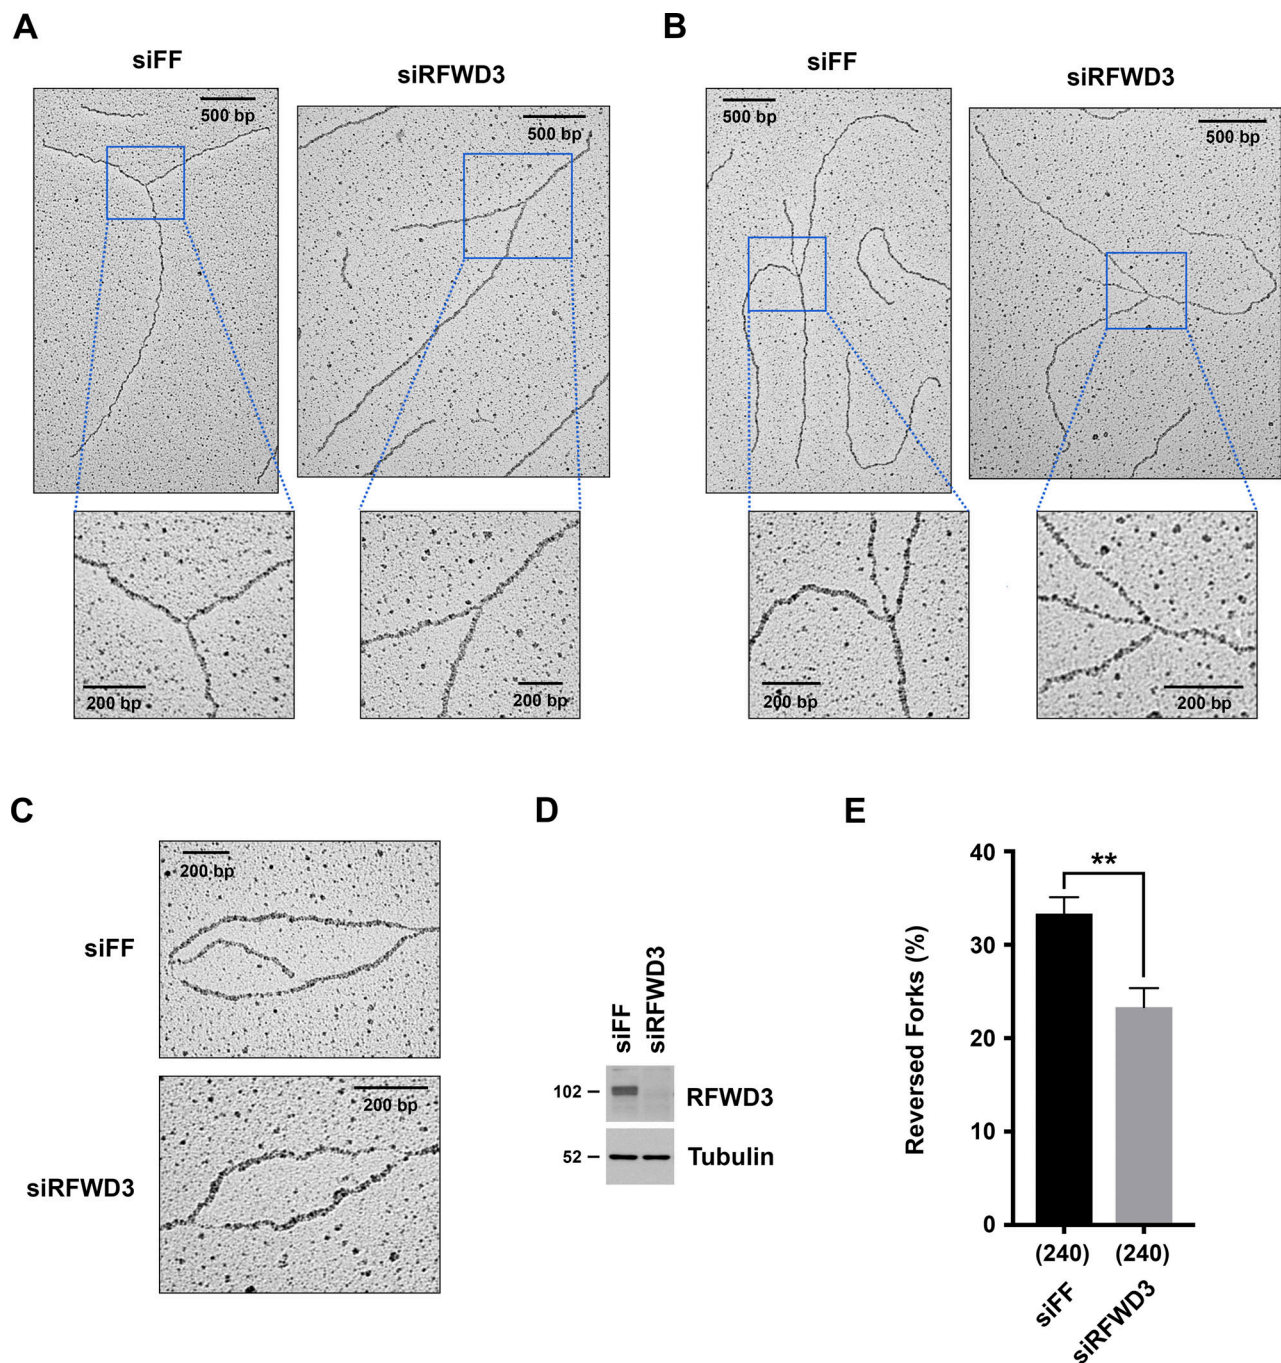 A
siFF
siRFWD3
500 bp
500 bp
200 bp
200 bp
B
siFF
siRFWD3
500 bp
500 bp
200 bp
200 bp
C
siFF
200 bp
siRFWD3
200 bp
D
siFF
siRFWD3
102
RFWD3
52
Tubulin
E
Reversed Forks (%)
40
30
20
10
0
**
(240)
(240)
siFF
siRFWD3